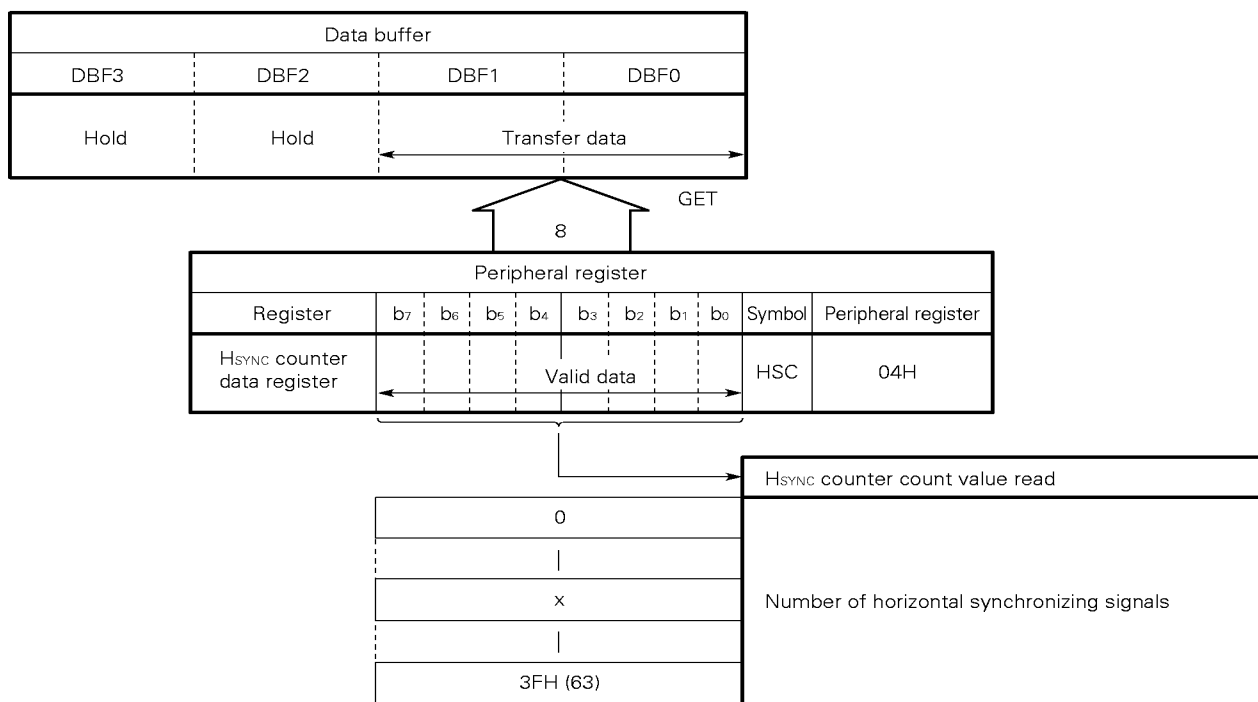 Data buffer
DBF3 DBF2 DBF1 DBF0
Hold Hold Transfer data
GET
8
Peripheral register
Register b7 b6 b5 b4 b3 b2 b1 b0 Symbol Peripheral register
HSYNC counter
data register
Valid data HSC 04H
HSYNC counter count value read
0
x
Number of horizontal synchronizing signals
3FH (63)